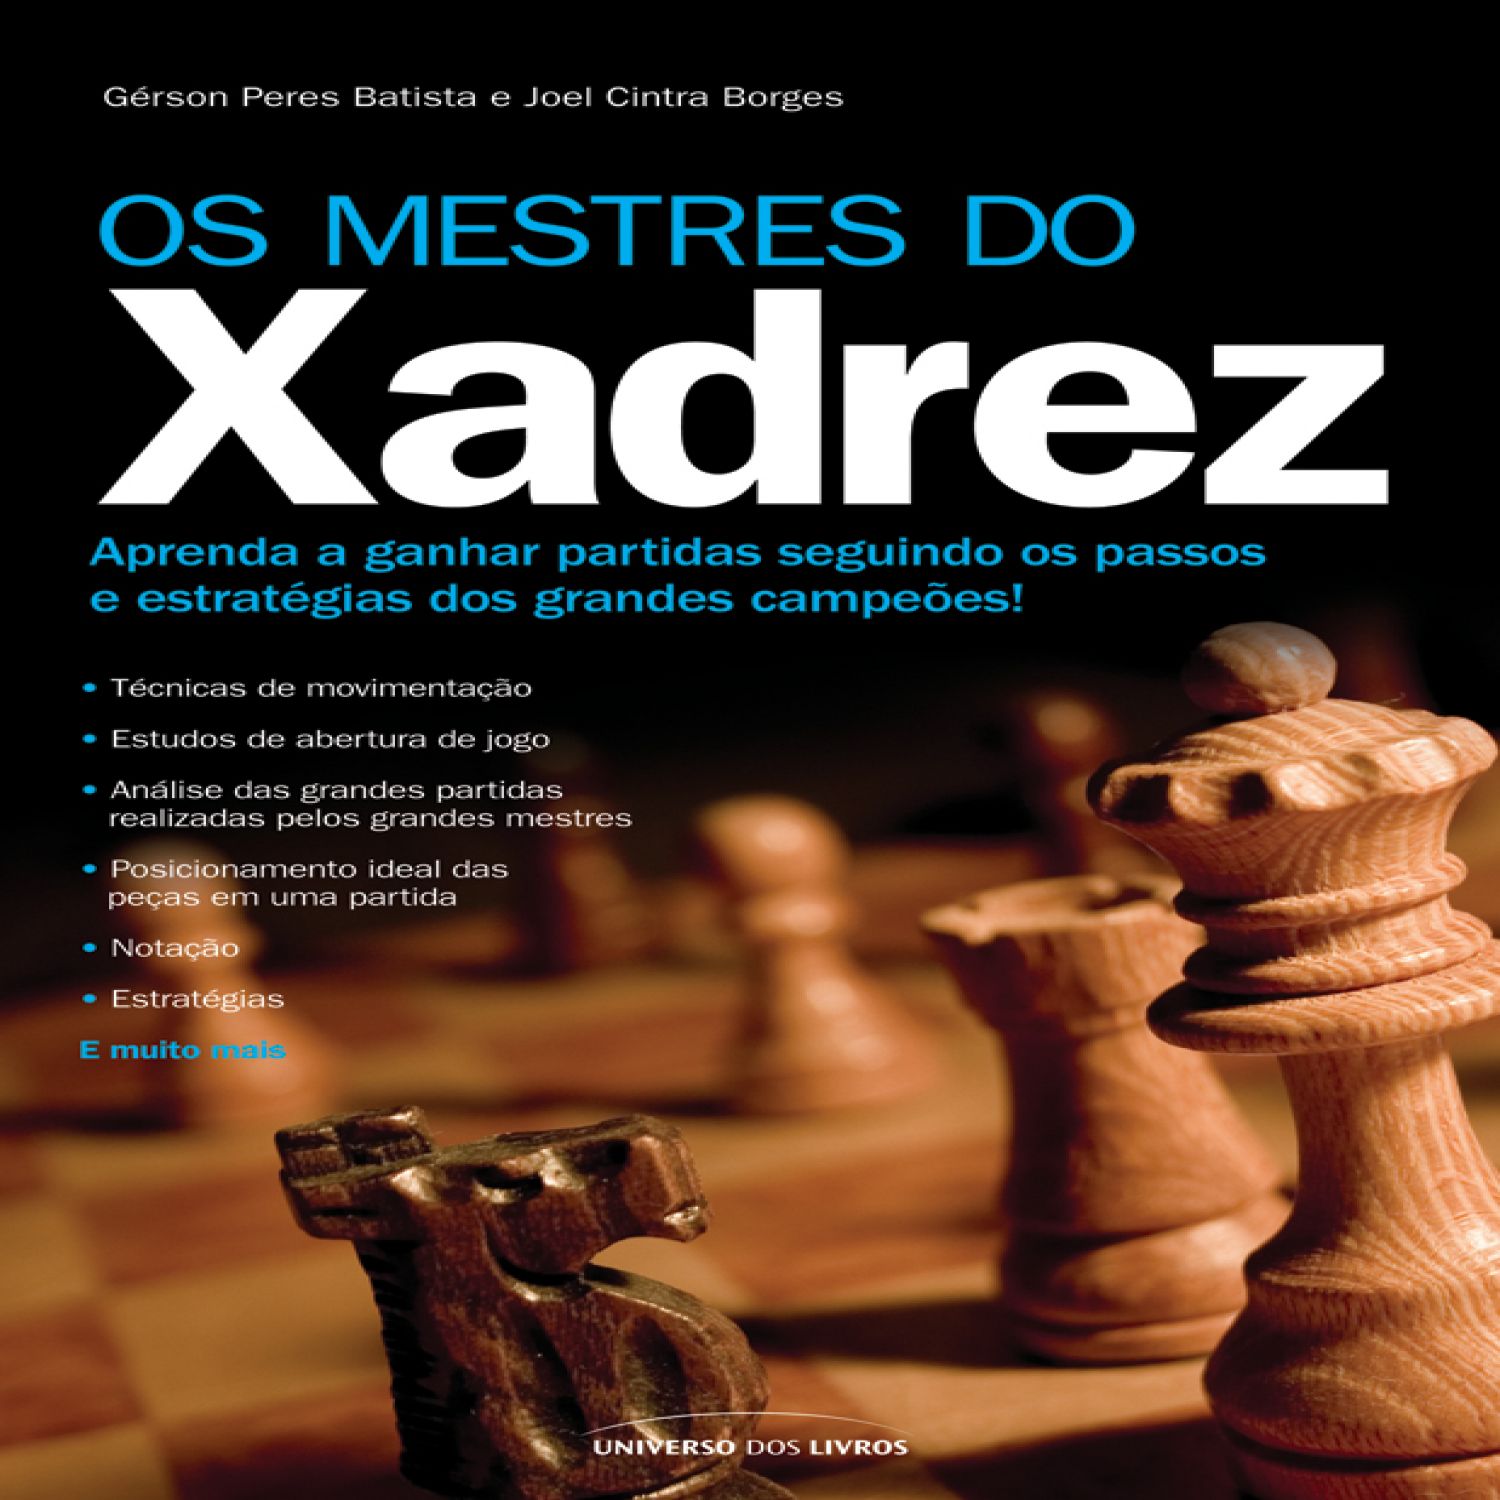 Gérson Peres Batista e Joel Cintra Borges
OS MESTRES DO
Xadrez
Aprenda a ganhar partidas seguindo os passos
e estratégias dos grandes campeões!
• Técnicas de movimentação
• Estudos de abertura de jogo
• Análise das grandes partidas
realizadas pelos grandes mestres
• Posicionamento ideal das
peças em uma partida
• Notação
• Estratégias
E muito mais
UNIVERSO DOS LIVROS